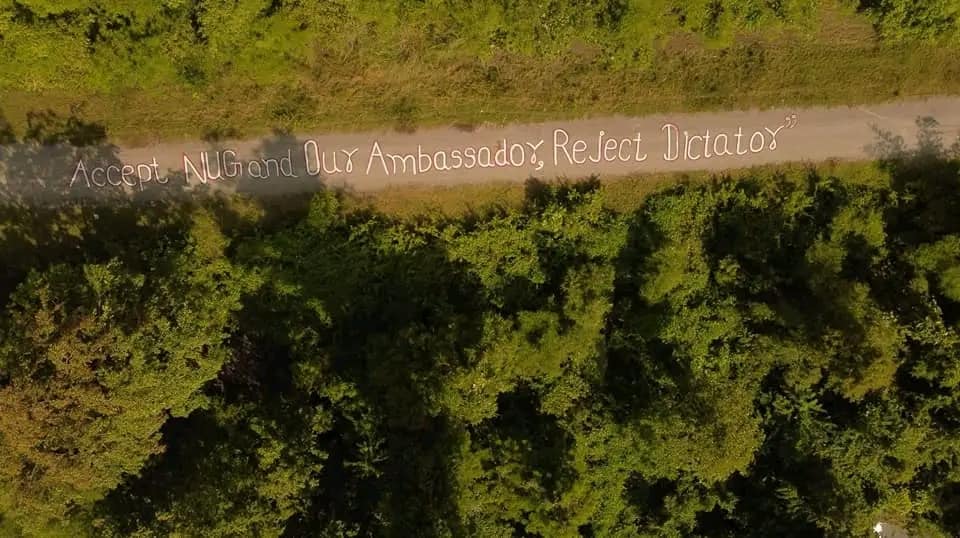 Accept NUG and Our Ambassador, Reject Dictator"